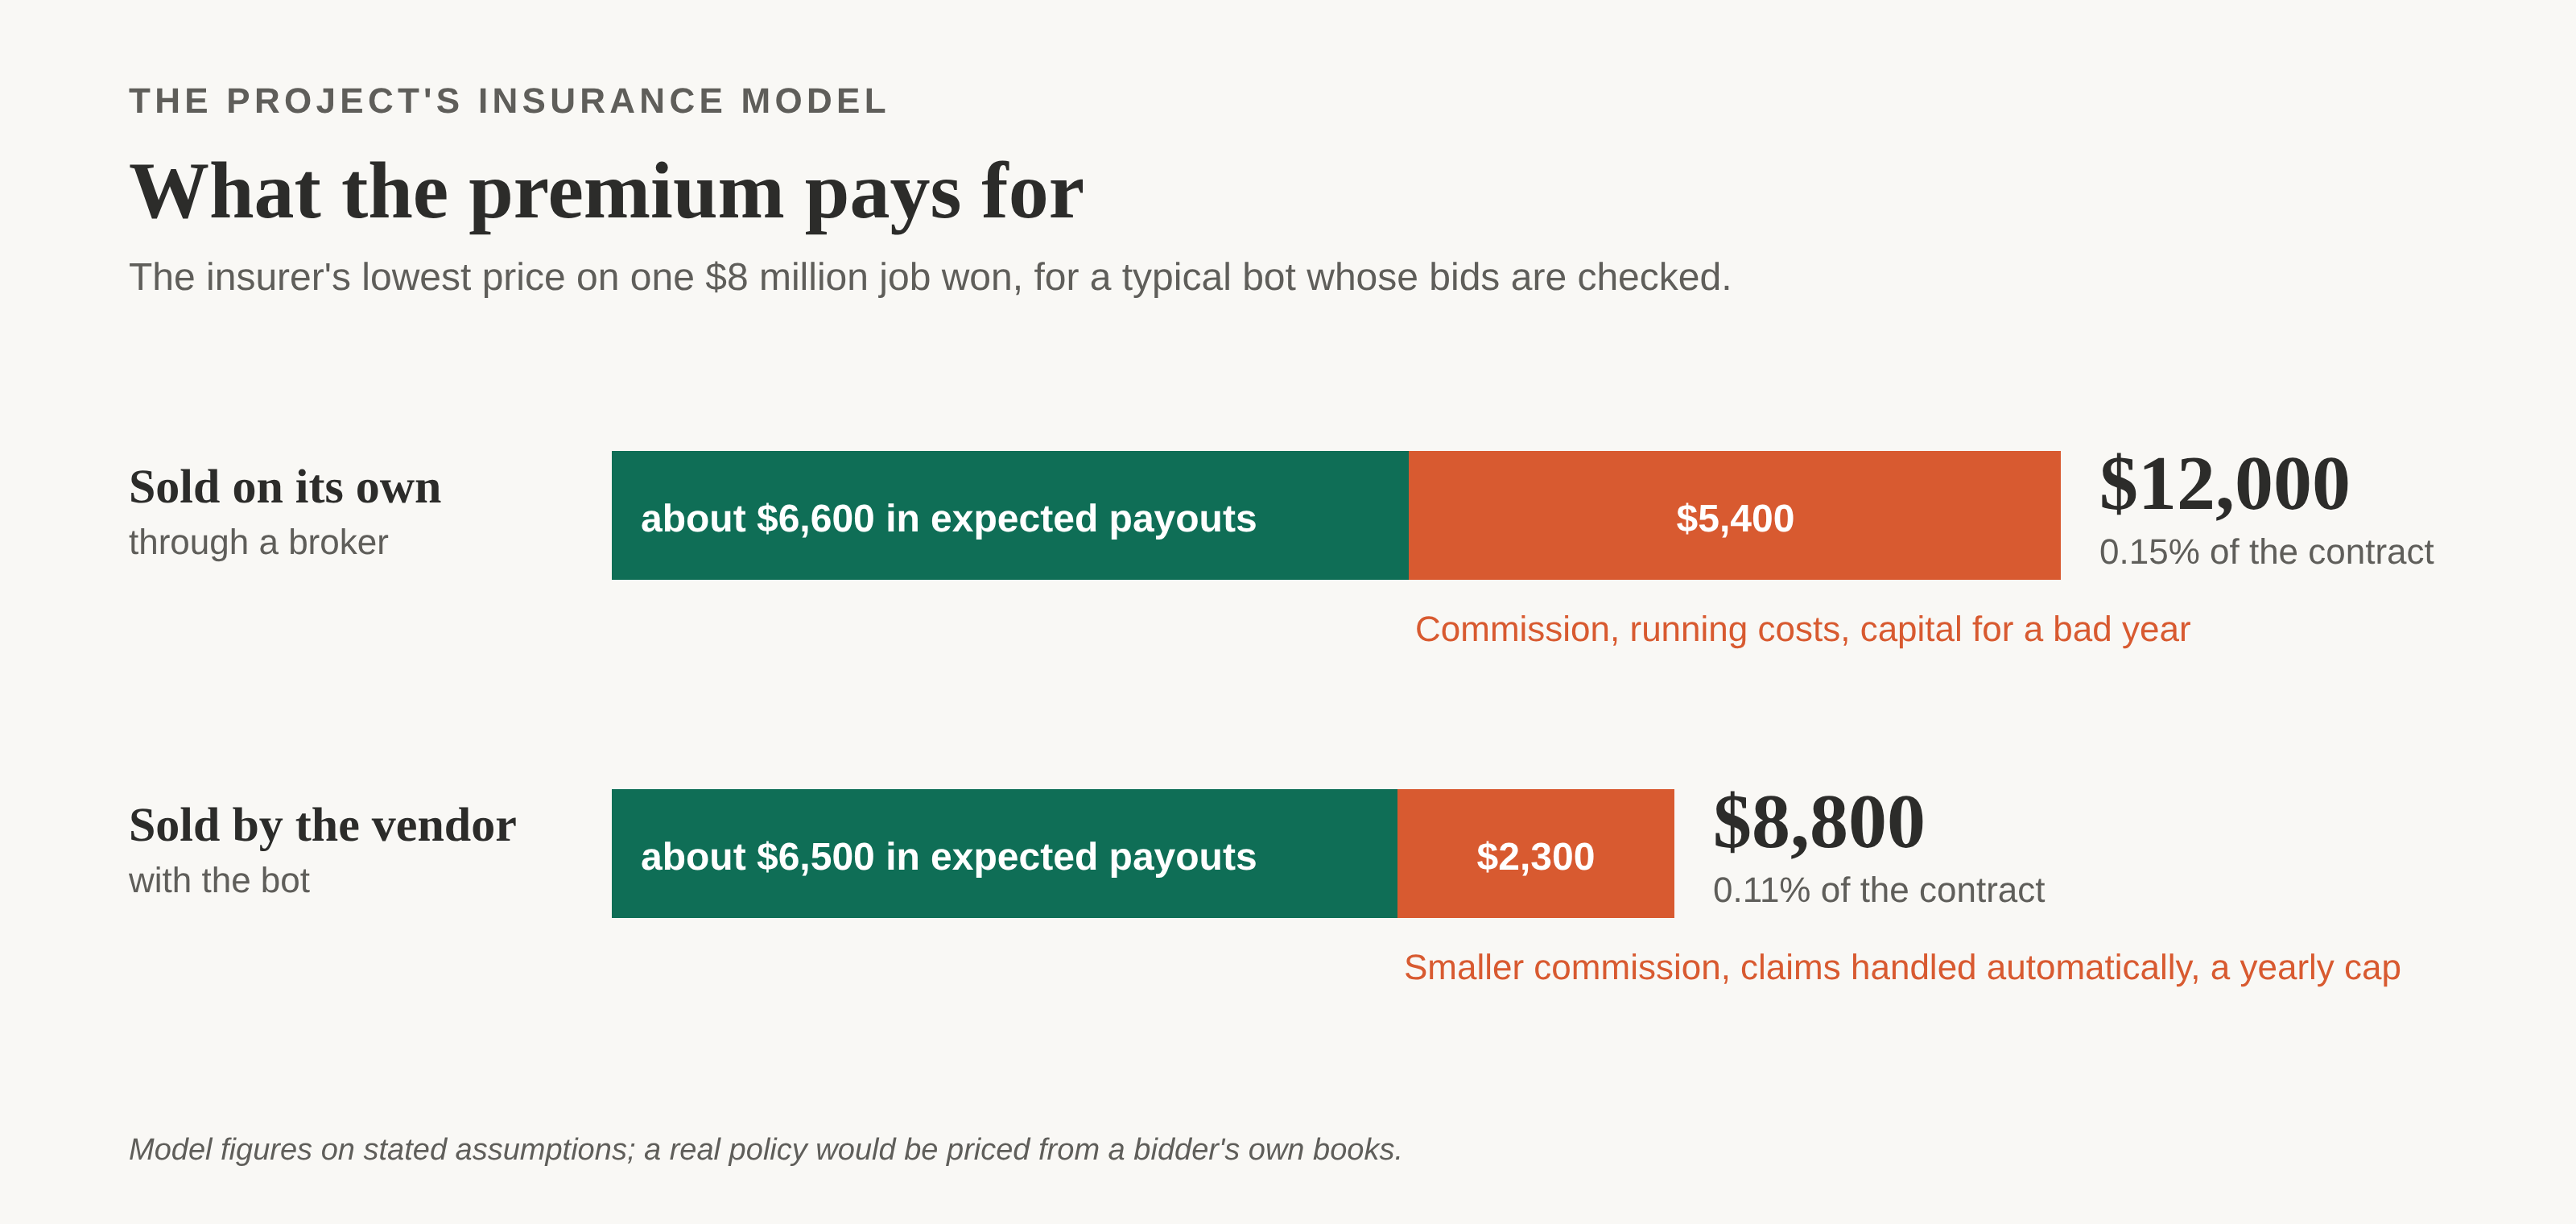 THE PROJECT'S INSURANCE MODEL
What the premium pays for
The insurer's lowest price on one $8 million job won, for a typical bot whose bids are checked.
Sold on its own
through a broker
about $6,600 in expected payouts
$5,400
$12,000
0.15% of the contract
Commission, running costs, capital for a bad year
Sold by the vendor
with the bot
about $6,500 in expected payouts
$2,300
$8,800
0.11% of the contract
Smaller commission, claims handled automatically, a yearly cap
Model figures on stated assumptions; a real policy would be priced from a bidder's own books.